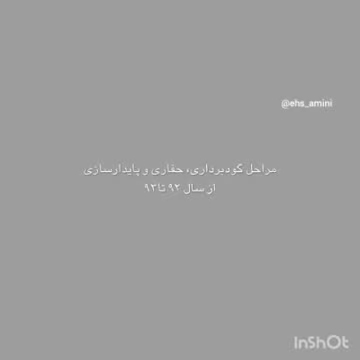 @ehs_amini
مراحل گودبرداری، حفاری و پایدارسازی
از سال ۹۲ تا ۹۳
InShOt